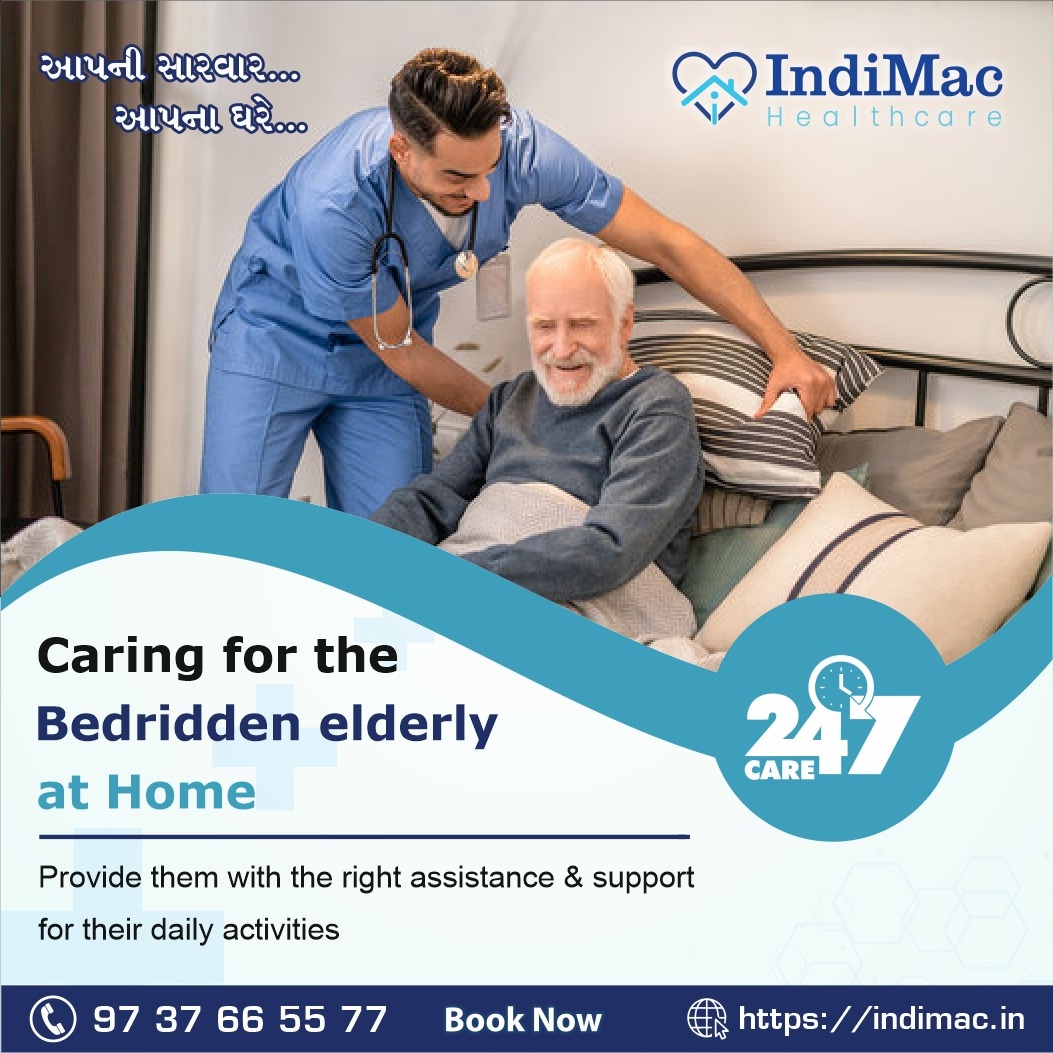 આપની સારવાર...
આપના ઘરે...
IndiMac
Healthcare
Caring for the
Bedridden elderly
at Home
24 7
CARE
Provide them with the right assistance & support
for their daily activities
97 37 66 55 77 Book Now https://indimac.in